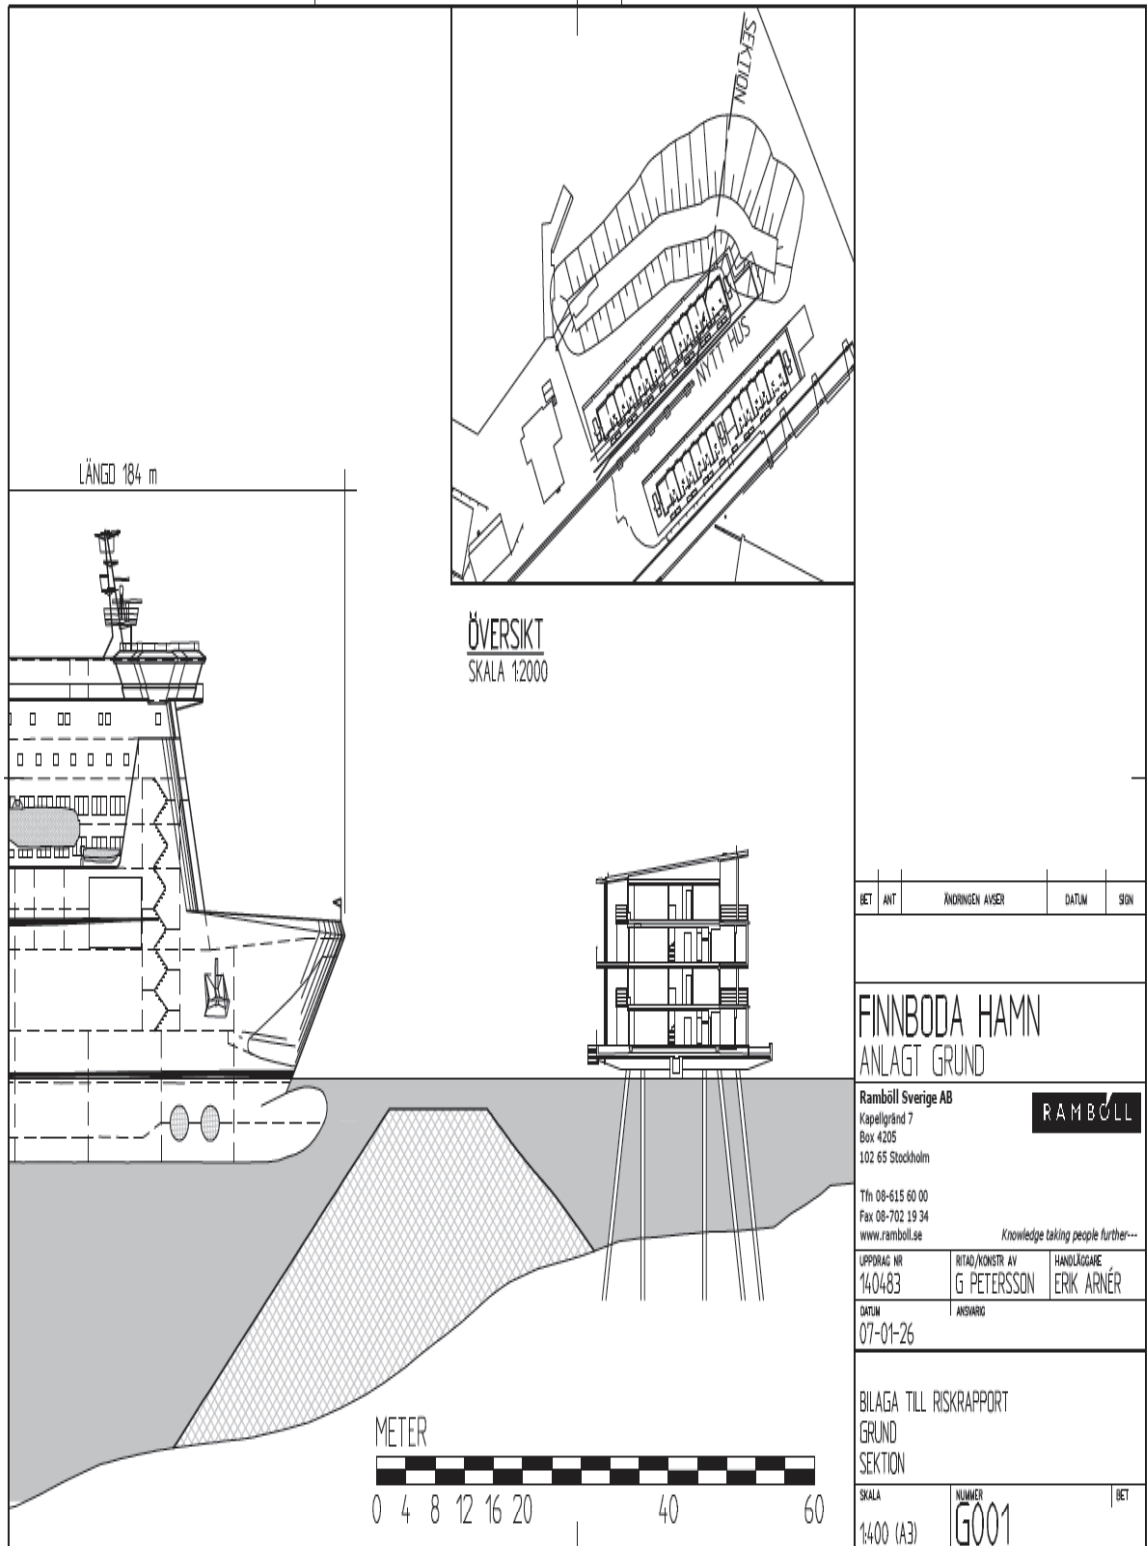 SEKTION
NYTT HUS
LÄNGD 184 m
ÖVERSIKT
SKALA 1:2000
BET ANT ÄNDRINGEN AVSER DATUM SIGN
FINNBODA HAMN
ANLAGT GRUND
Ramböll Sverige AB
Kapellgränd 7
Box 4205
102 65 Stockholm
RAMBÖLL
Tfn 08-615 60 00
Fax 08-702 19 34
www.ramboll.se
Knowledge taking people further---
UPPDRAG NR RITAD/KONSTR AV HANDLÄGGARE
140483 G PETERSSON ERIK ARNÉR
DATUM ANSVARIG
07-01-26
BILAGA TILL RISKRAPPORT
GRUND
SEKTION
METER
0 4 8 12 16 20 40 60
SKALA NUMMER BET
1:400 (A3) G001